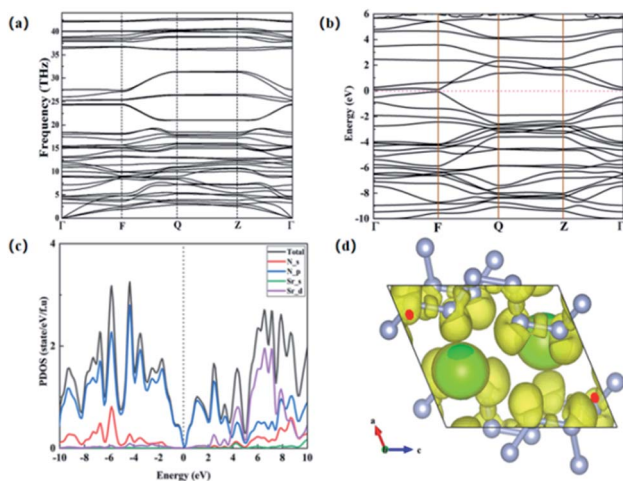 (a)
Frequency (THz)
40
35
30
25
20
15
10
5
0
Γ F Q Z Γ
(b)
Energy (eV)
6
4
2
0
-2
-4
-6
-8
-10
Γ F Q Z Γ
(c)
Total
N_s
N_p
Sr_s
Sr_d
PDOS (state/eV/f.u)
4
2
0
-10 -8 -6 -4 -2 0 2 4 6 8 10
Energy (eV)
(d)
a
c